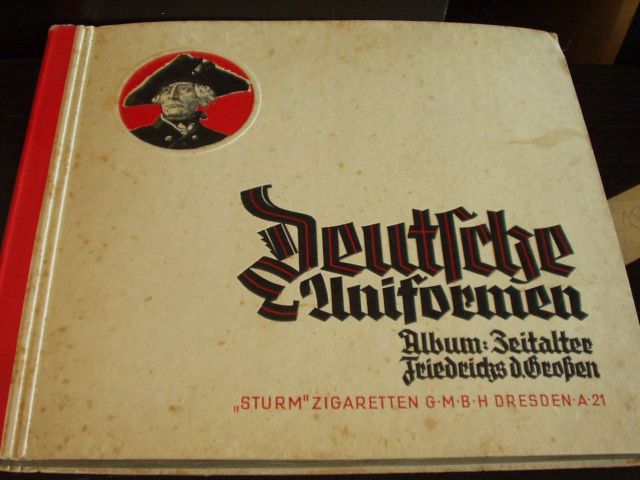 Deutsche
Uniformen
Album: Zeitalter
Friedrichs d. Großen
„STURM" ZIGARETTEN G·M·B·H DRESDEN·A·21